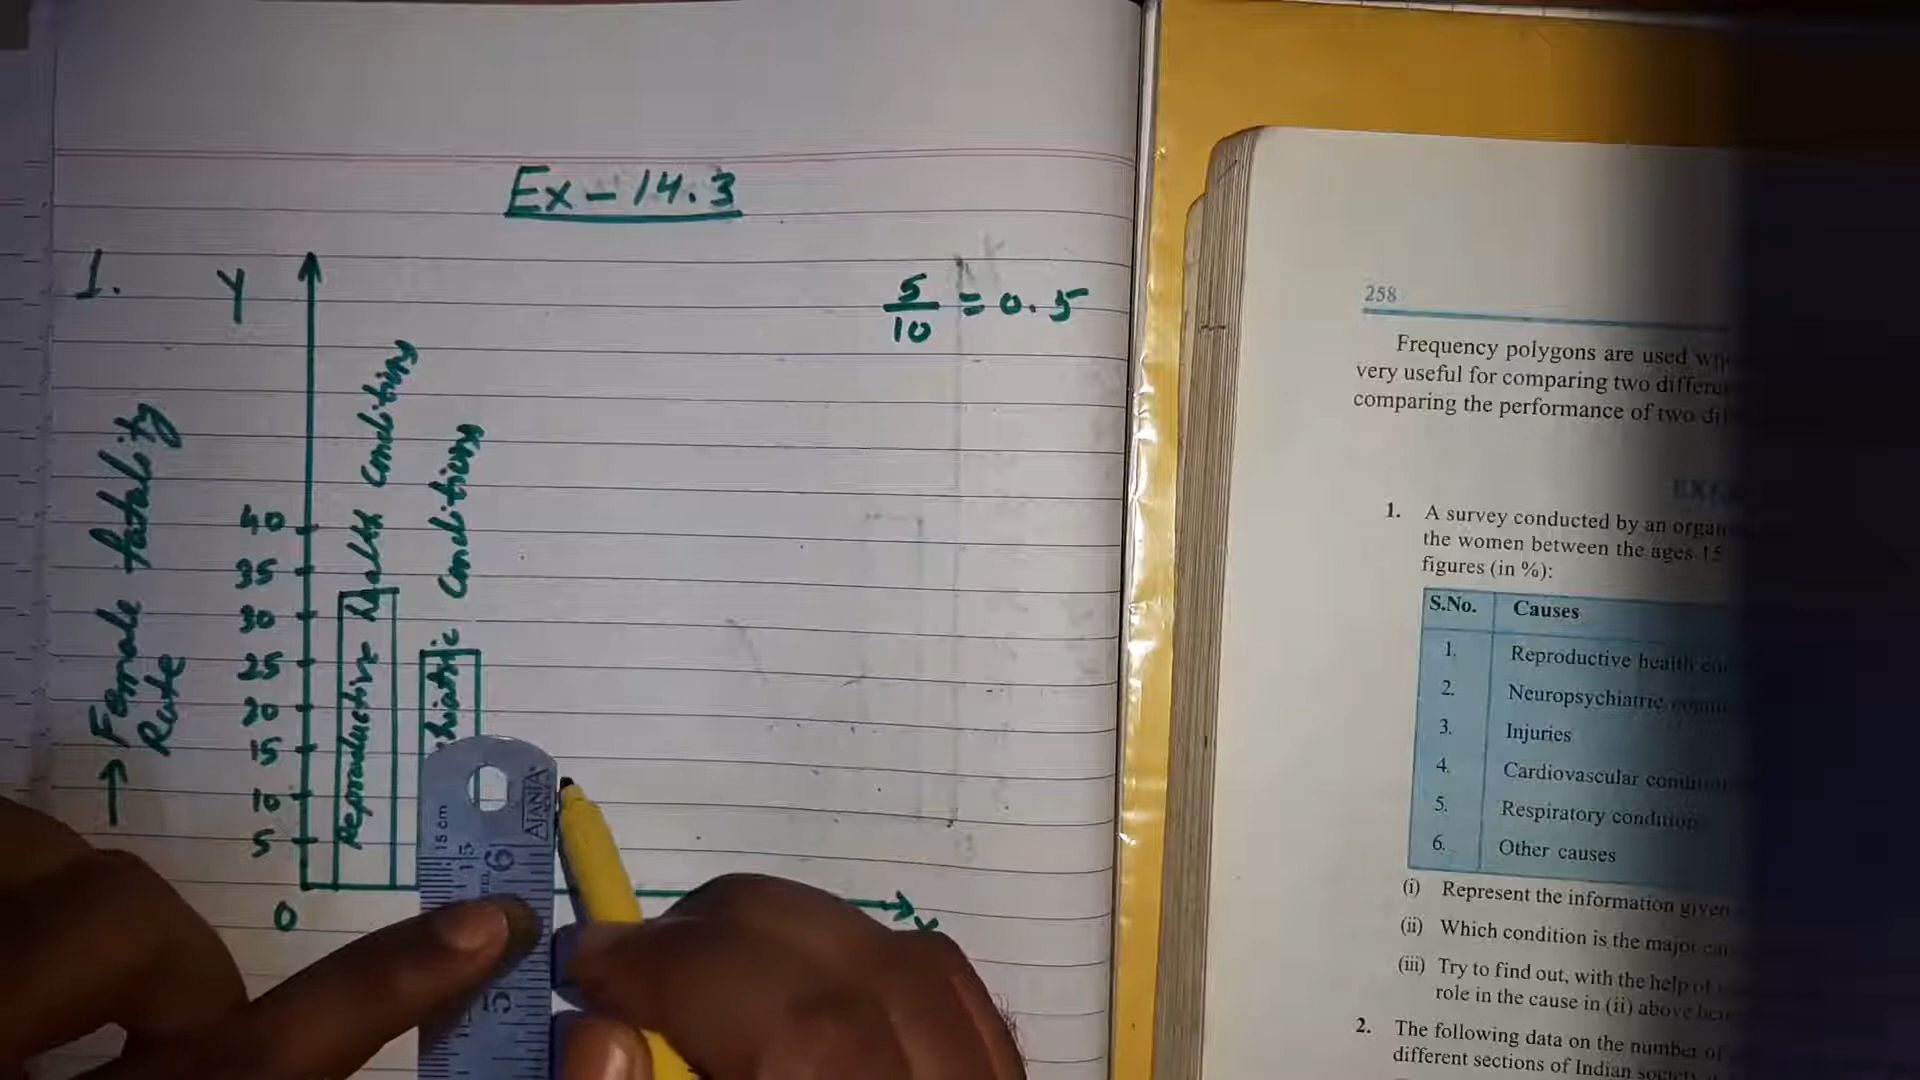 Ex-14.3
1.
Y
5/10 = 0.5
→ Female fatality
Rate
40
35
30
25
20
15
10
5
0
Reproductive health conditions
conditions
15 cm
15
6
5
AJANTA
258
Frequency polygons are used
very useful for comparing two
comparing the performance of two
1. A survey conducted by an
the women between the ages 15
figures (in %):
S.No. Causes
1. Reproductive health
2. Neuropsychiatric
3. Injuries
4. Cardiovascular
5. Respiratory condition
6. Other causes
(i) Represent the information given
(ii) Which condition is the major
(iii) Try to find out, with the help of
role in the cause in (ii) above
2. The following data on the number of
different sections of Indian